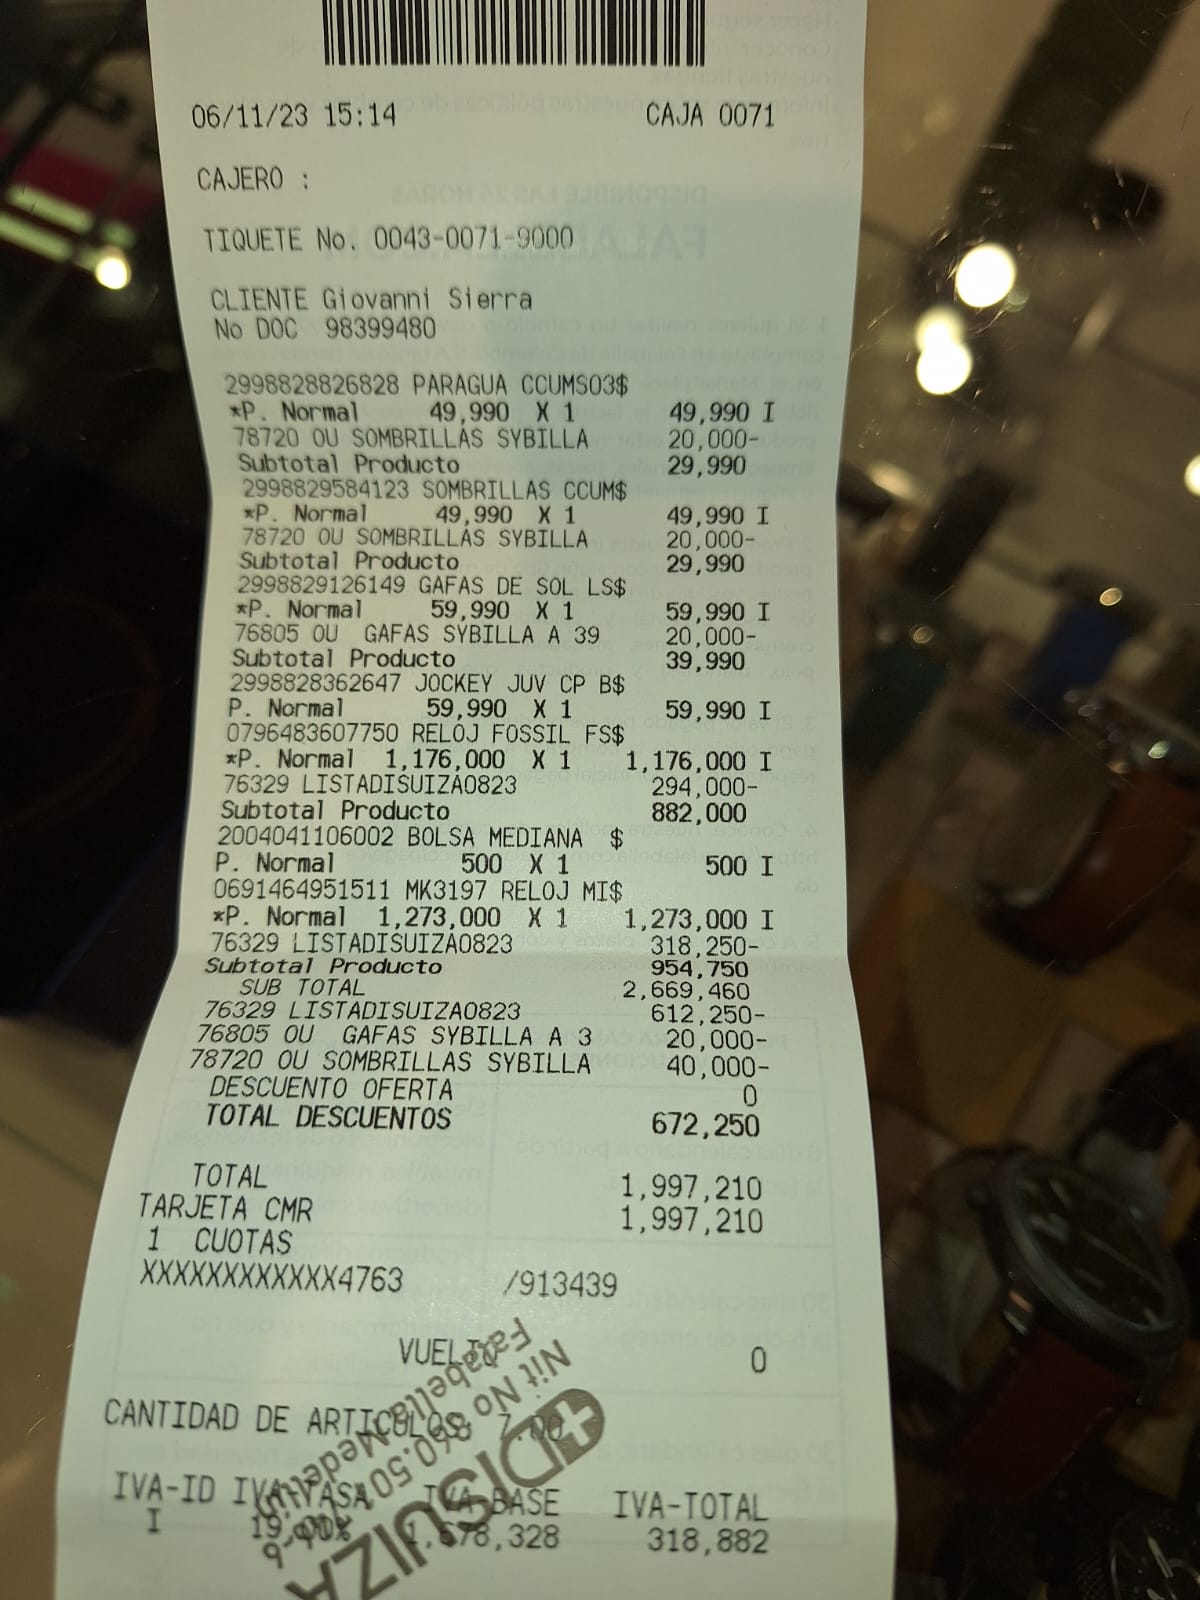 06/11/23 15:14 CAJA 0071
CAJERO :
TIQUETE No. 0043-0071-9000
CLIENTE Giovanni Sierra
No DOC 98399480
2998828826828 PARAGUA CCUMS03$
*P. Normal 49,990 X 1 49,990 I
78720 OU SOMBRILLAS SYBILLA 20,000-
Subtotal Producto 29,990
2998829584123 SOMBRILLAS CCUM$
*P. Normal 49,990 X 1 49,990 I
78720 OU SOMBRILLAS SYBILLA 20,000-
Subtotal Producto 29,990
2998829126149 GAFAS DE SOL LS$
*P. Normal 59,990 X 1 59,990 I
76805 OU GAFAS SYBILLA A 39 20,000-
Subtotal Producto 39,990
2998828362647 JOCKEY JUV CP B$
P. Normal 59,990 X 1 59,990 I
0796483607750 RELOJ FOSSIL FS$
*P. Normal 1,176,000 X 1 1,176,000 I
76329 LISTADISUIZA0823 294,000-
Subtotal Producto 882,000
2004041106002 BOLSA MEDIANA $
P. Normal 500 X 1 500 I
0691464951511 MK3197 RELOJ MI$
*P. Normal 1,273,000 X 1 1,273,000 I
76329 LISTADISUIZA0823 318,250-
Subtotal Producto 954,750
SUB TOTAL 2,669,460
76329 LISTADISUIZA0823 612,250-
76805 OU GAFAS SYBILLA A 3 20,000-
78720 OU SOMBRILLAS SYBILLA 40,000-
DESCUENTO OFERTA 0
TOTAL DESCUENTOS 672,250
TOTAL 1,997,210
TARJETA CMR 1,997,210
1 CUOTAS
XXXXXXXXXXXX4763 /913439
VUELTO 0
CANTIDAD DE ARTICULOS: 7.00
IVA-ID IVA-TASA IVA-BASE IVA-TOTAL
I 19.00% 1,678,328 318,882
DISUIZA
Nit No
Falabella Medellin